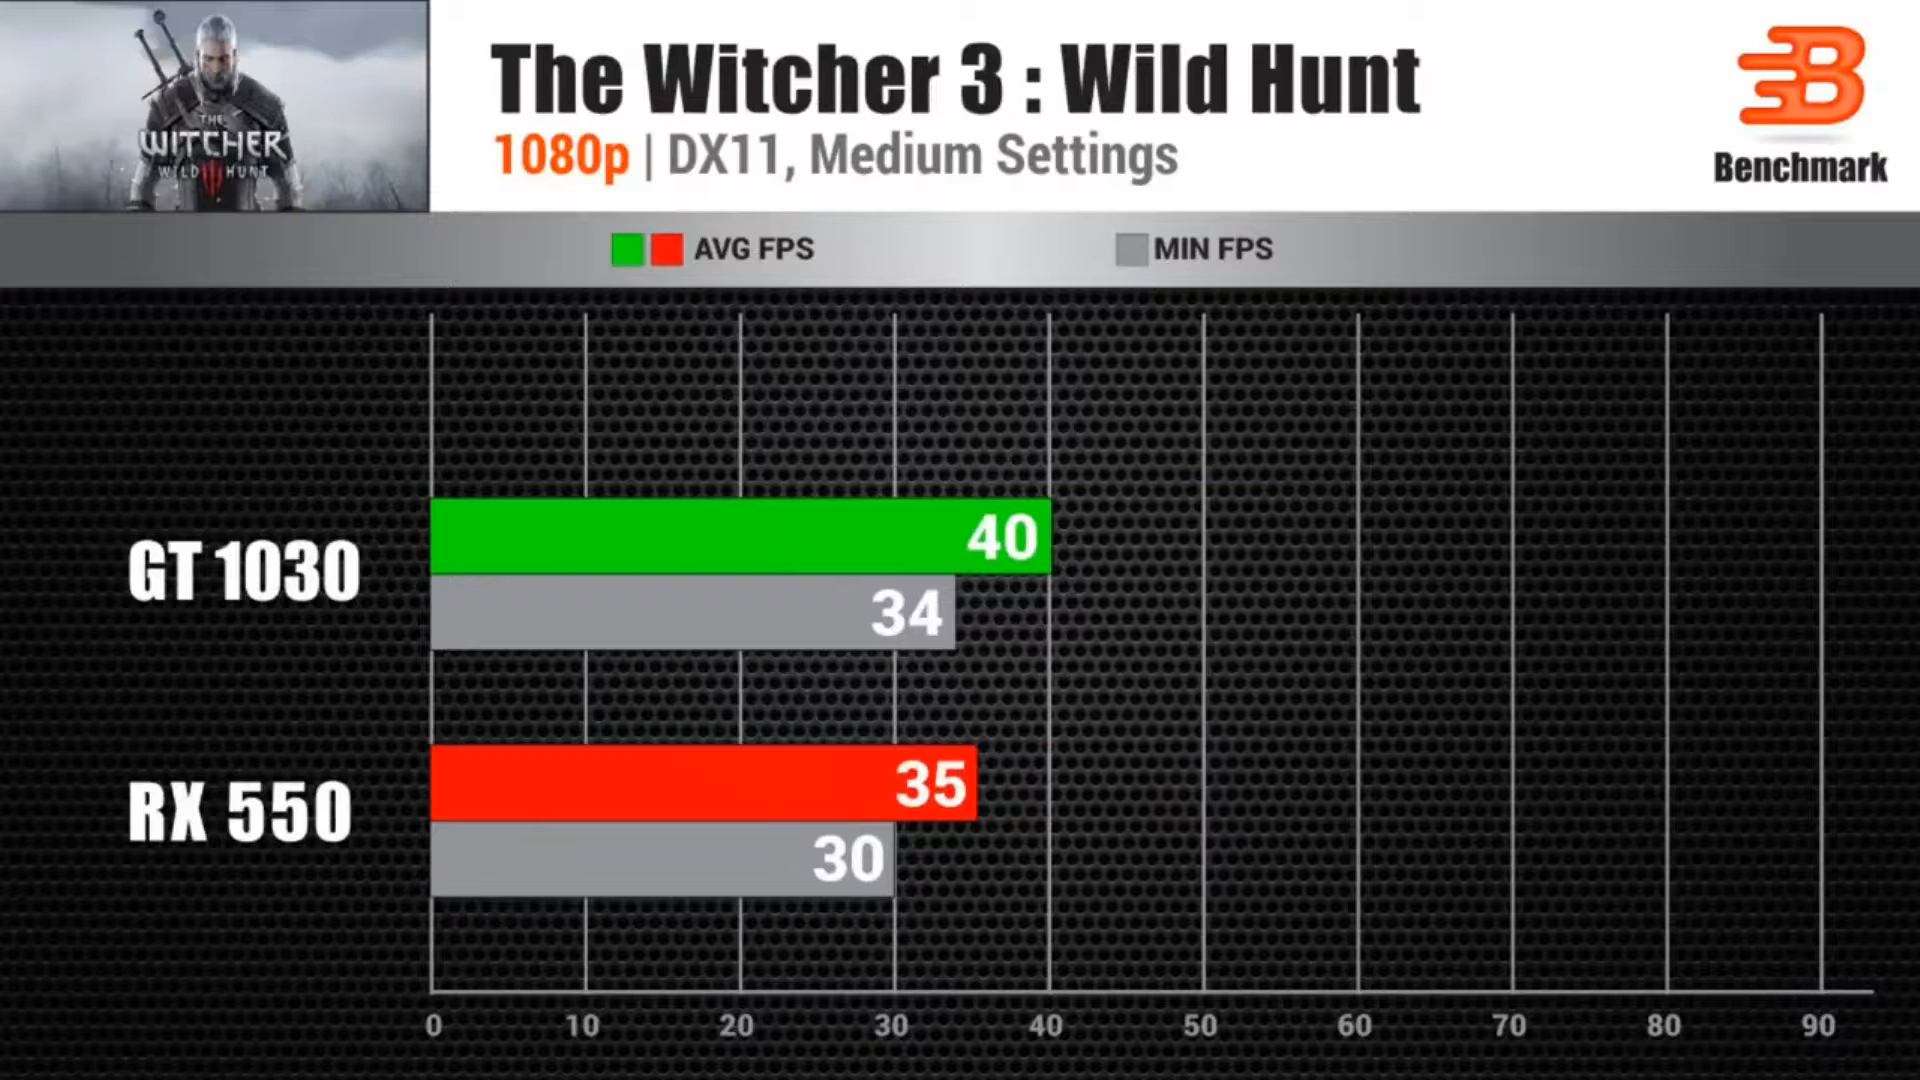 THE
WITCHER
WILD HUNT
The Witcher 3 : Wild Hunt
1080p | DX11, Medium Settings
B
Benchmark
AVG FPS
MIN FPS
GT 1030
40
34
RX 550
35
30
0 10 20 30 40 50 60 70 80 90